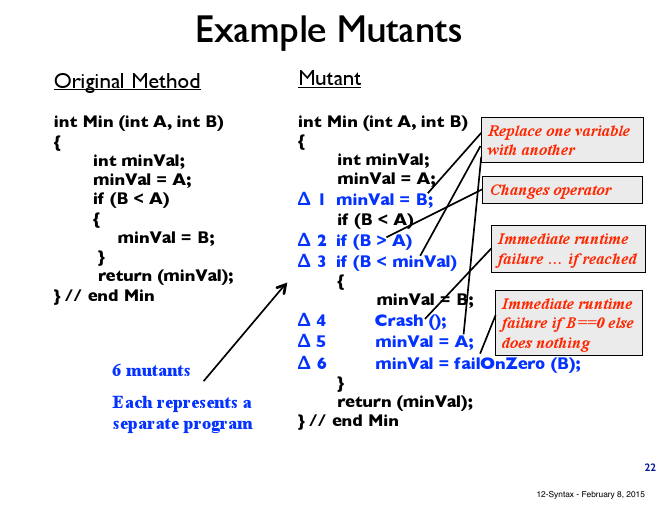 Example Mutants
Original Method
int Min (int A, int B)
{
int minVal;
minVal = A;
if (B < A)
{
minVal = B;
}
return (minVal);
} // end Min
6 mutants
Each represents a
separate program
Mutant
int Min (int A, int B)
{
int minVal;
minVal = A;
Δ 1 minVal = B;
if (B < A)
Δ 2 if (B > A)
Δ 3 if (B < minVal)
{
minVal = B;
Δ 4 Crash ();
Δ 5 minVal = A;
Δ 6 minVal = failOnZero (B);
}
return (minVal);
} // end Min
Replace one variable
with another
Changes operator
Immediate runtime
failure … if reached
Immediate runtime
failure if B==0 else
does nothing
22
12-Syntax - February 8, 2015